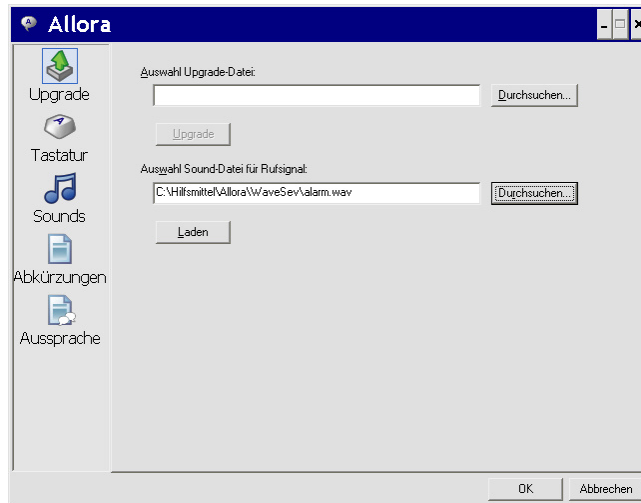 Allora
Upgrade
Tastatur
Sounds
Abkürzungen
Aussprache
Auswahl Upgrade-Datei:
Durchsuchen...
Upgrade
Auswahl Sound-Datei für Rufsignal:
C:\Hilfsmittel\Allora\WaveSev\alarm.wav
Durchsuchen...
Laden
OK
Abbrechen